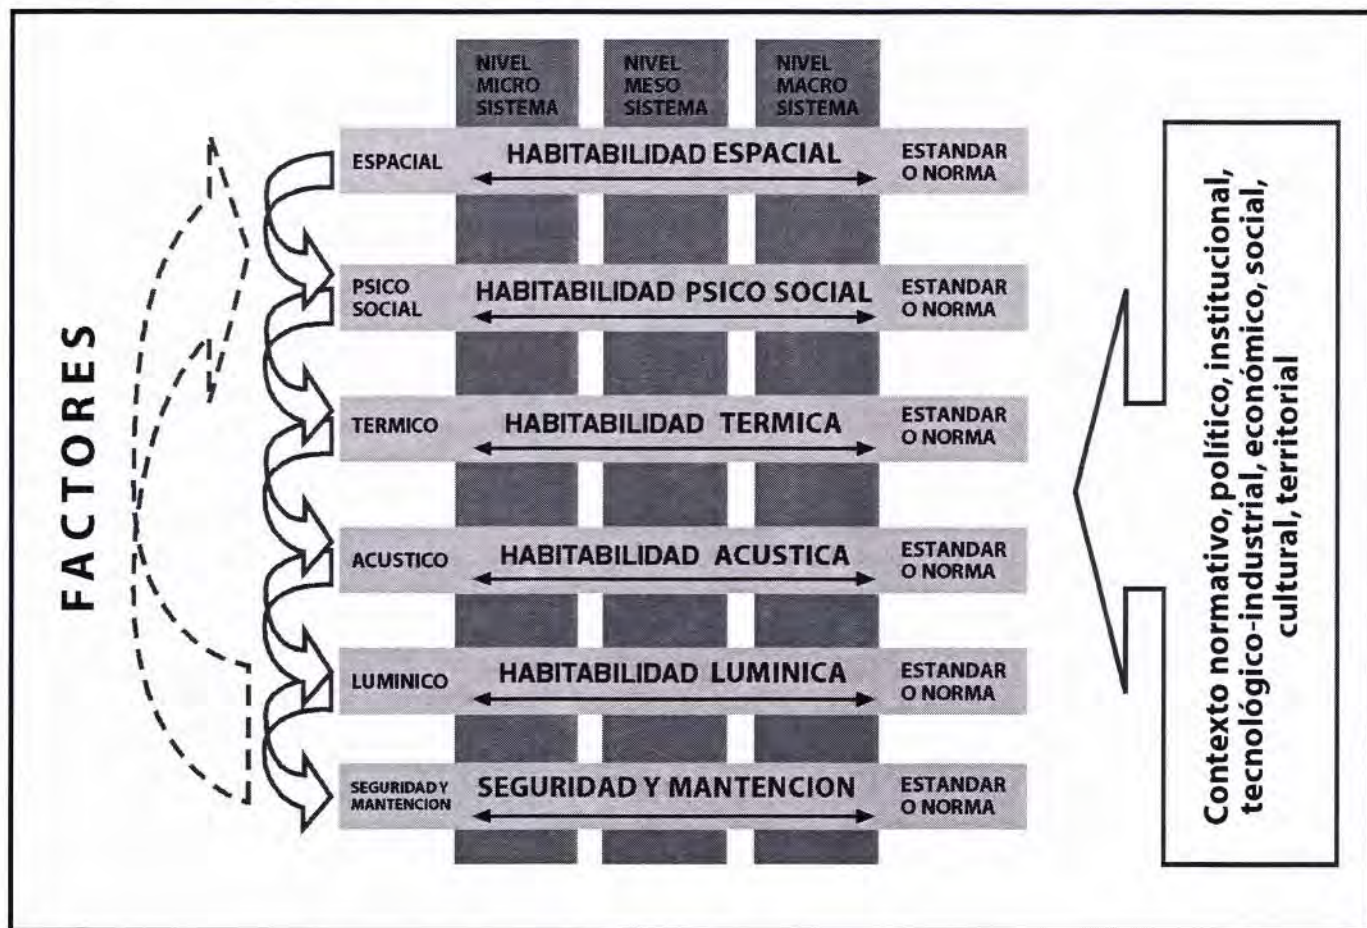 NIVEL
MICRO
SISTEMA
NIVEL
MESO
SISTEMA
NIVEL
MACRO
SISTEMA
FACTORES
ESPACIAL
HABITABILIDAD ESPACIAL
ESTANDAR
O NORMA
PSICO
SOCIAL
HABITABILIDAD PSICO SOCIAL
ESTANDAR
O NORMA
TERMICO
HABITABILIDAD TERMICA
ESTANDAR
O NORMA
ACUSTICO
HABITABILIDAD ACUSTICA
ESTANDAR
O NORMA
LUMINICO
HABITABILIDAD LUMINICA
ESTANDAR
O NORMA
SEGURIDAD Y
MANTENCION
SEGURIDAD Y MANTENCION
ESTANDAR
O NORMA
Contexto normativo, político, institucional,
tecnológico-industrial, económico, social,
cultural, territorial